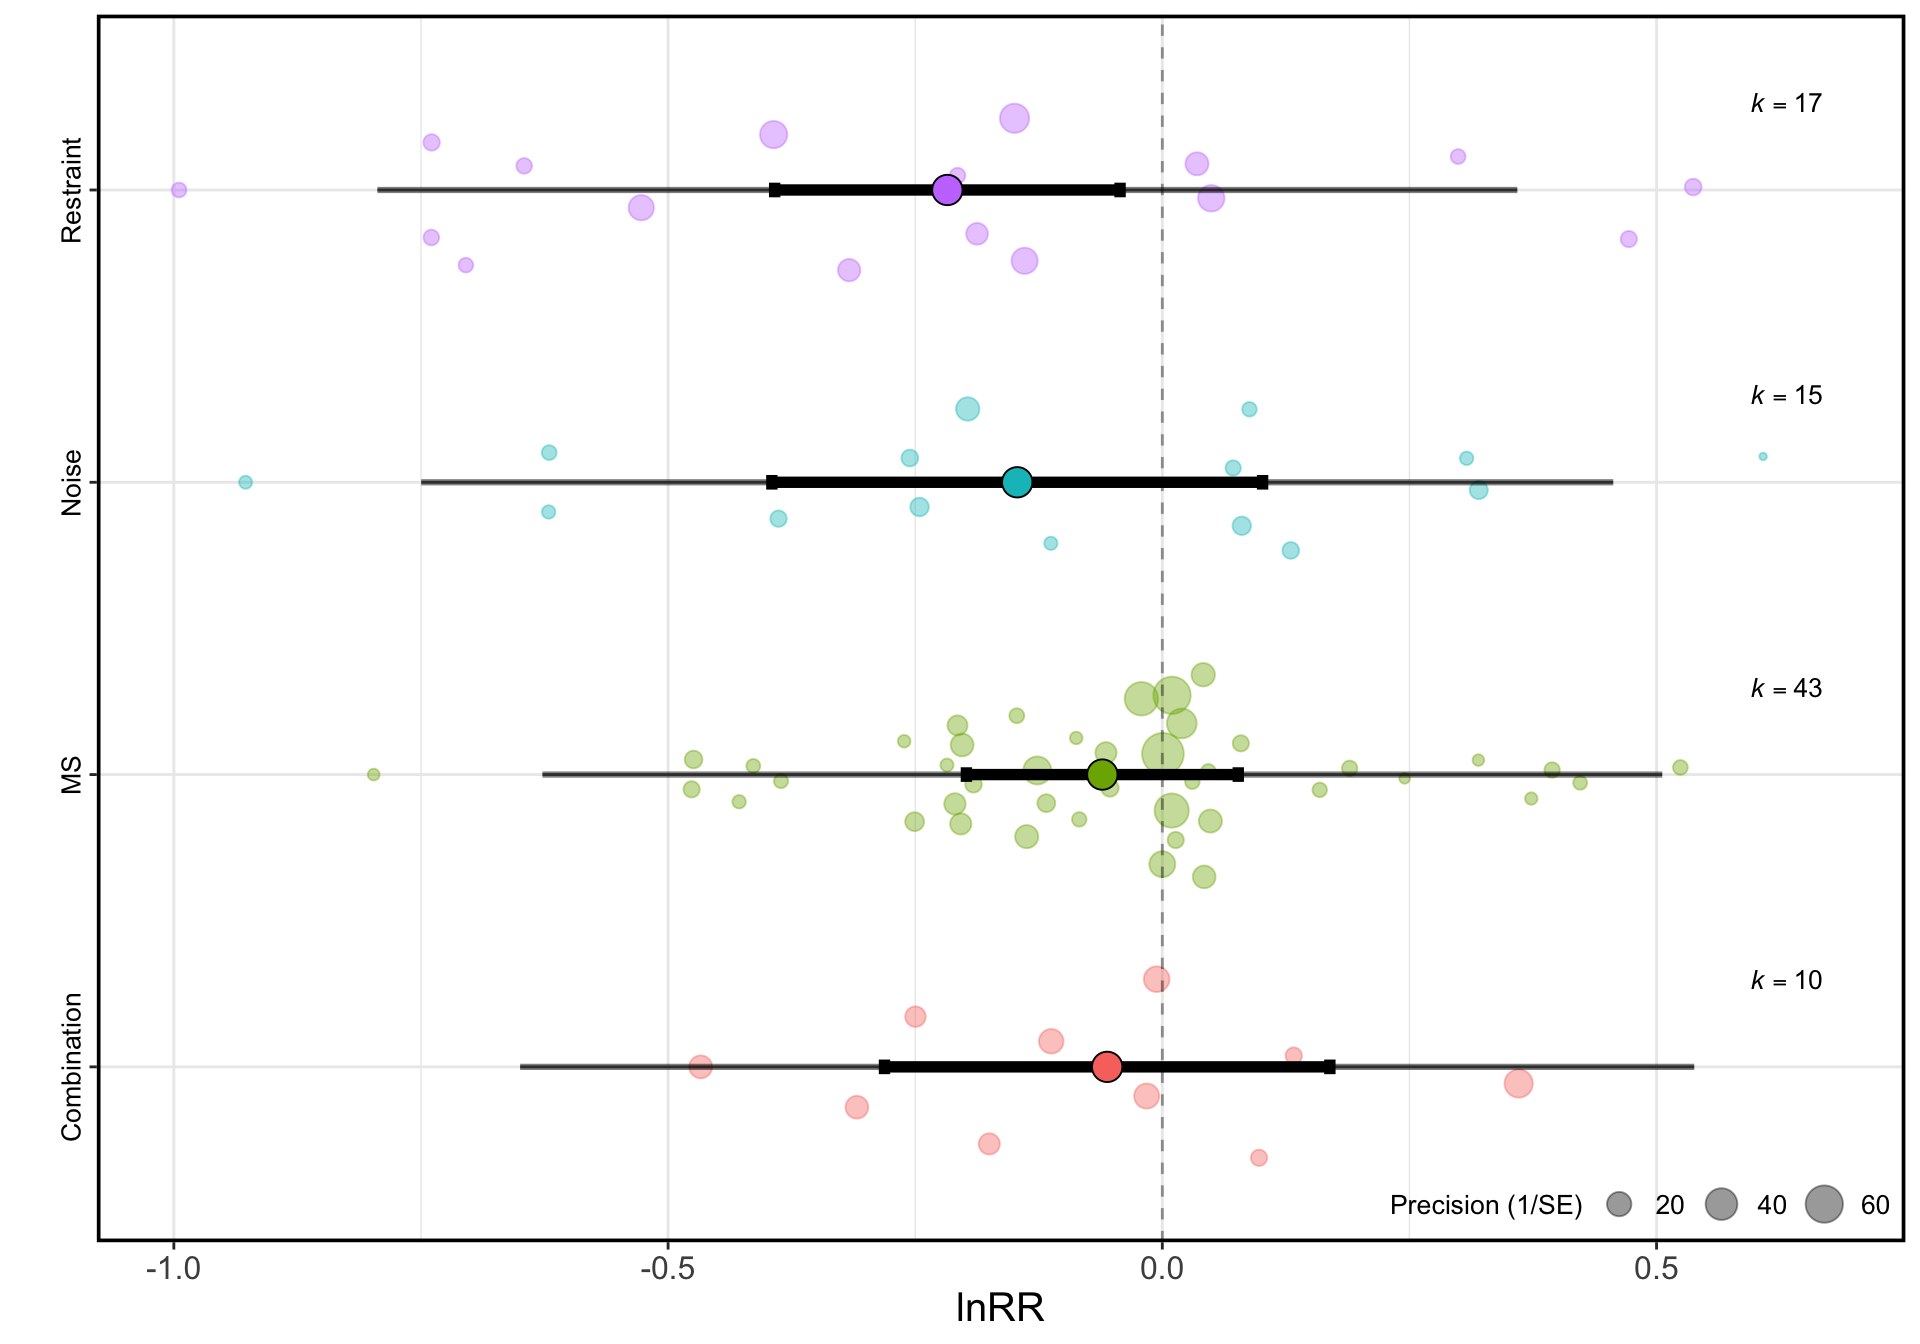 Restraint
k = 17
Noise
k = 15
MS
k = 43
Combination
k = 10
Precision (1/SE) 20 40 60
-1.0 -0.5 0.0 0.5
lnRR